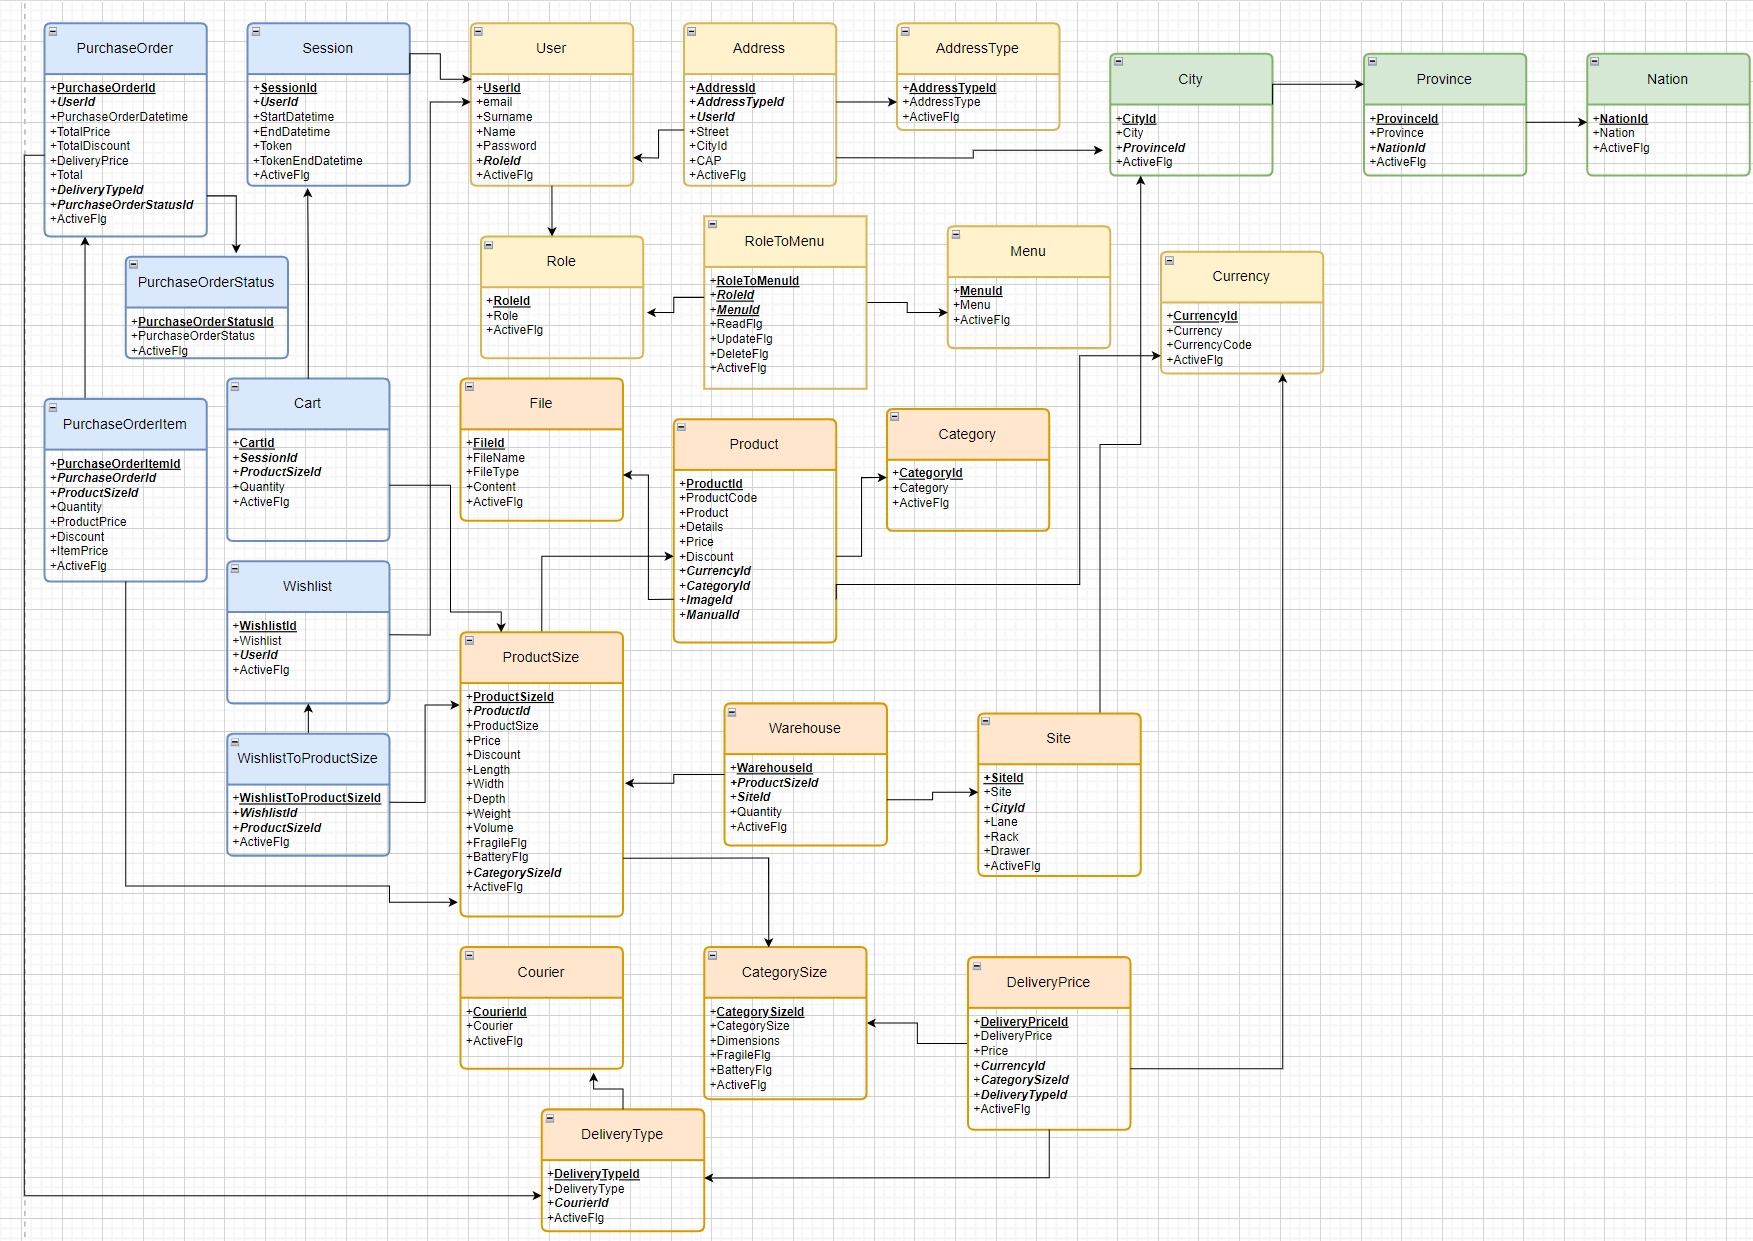 PurchaseOrder
+PurchaseOrderId
+UserId
+PurchaseOrderDatetime
+TotalPrice
+TotalDiscount
+DeliveryPrice
+Total
+DeliveryTypeId
+PurchaseOrderStatusId
+ActiveFlg
Session
+SessionId
+UserId
+StartDatetime
+EndDatetime
+Token
+TokenEndDatetime
+ActiveFlg
User
+UserId
+email
+Surname
+Name
+Password
+RoleId
+ActiveFlg
Address
+AddressId
+AddressTypeId
+UserId
+Street
+CityId
+CAP
+ActiveFlg
AddressType
+AddressTypeId
+AddressType
+ActiveFlg
City
+CityId
+City
+ProvinceId
+ActiveFlg
Province
+ProvinceId
+Province
+NationId
+ActiveFlg
Nation
+NationId
+Nation
+ActiveFlg
PurchaseOrderStatus
+PurchaseOrderStatusId
+PurchaseOrderStatus
+ActiveFlg
Role
+RoleId
+Role
+ActiveFlg
RoleToMenu
+RoleToMenuId
+RoleId
+MenuId
+ReadFlg
+UpdateFlg
+DeleteFlg
+ActiveFlg
Menu
+MenuId
+Menu
+ActiveFlg
Currency
+CurrencyId
+Currency
+CurrencyCode
+ActiveFlg
PurchaseOrderItem
+PurchaseOrderItemId
+PurchaseOrderId
+ProductSizeId
+Quantity
+ProductPrice
+Discount
+ItemPrice
+ActiveFlg
Cart
+CartId
+SessionId
+ProductSizeId
+Quantity
+ActiveFlg
File
+FileId
+FileName
+FileType
+Content
+ActiveFlg
Product
+ProductId
+ProductCode
+Product
+Details
+Price
+Discount
+CurrencyId
+CategoryId
+ImageId
+ManualId
Category
+CategoryId
+Category
+ActiveFlg
Wishlist
+WishlistId
+Wishlist
+UserId
+ActiveFlg
WishlistToProductSize
+WishlistToProductSizeId
+WishlistId
+ProductSizeId
+ActiveFlg
ProductSize
+ProductSizeId
+ProductId
+ProductSize
+Price
+Discount
+Length
+Width
+Depth
+Weight
+Volume
+FragileFlg
+BatteryFlg
+CategorySizeId
+ActiveFlg
Warehouse
+WarehouseId
+ProductSizeId
+SiteId
+Quantity
+ActiveFlg
Site
+SiteId
+Site
+CityId
+Lane
+Rack
+Drawer
+ActiveFlg
Courier
+CourierId
+Courier
+ActiveFlg
CategorySize
+CategorySizeId
+CategorySize
+Dimensions
+FragileFlg
+BatteryFlg
+ActiveFlg
DeliveryPrice
+DeliveryPriceId
+DeliveryPrice
+Price
+CurrencyId
+CategorySizeId
+DeliveryTypeId
+ActiveFlg
DeliveryType
+DeliveryTypeId
+DeliveryType
+CourierId
+ActiveFlg